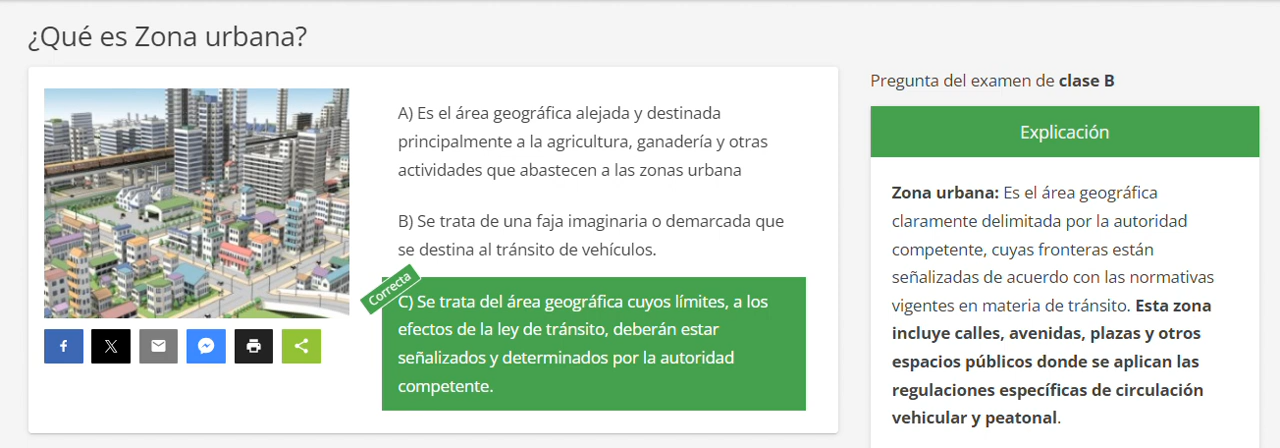 ¿Qué es Zona urbana?
A) Es el área geográfica alejada y destinada
principalmente a la agricultura, ganadería y otras
actividades que abastecen a las zonas urbana
B) Se trata de una faja imaginaria o demarcada que
se destina al tránsito de vehículos.
Correcta
C) Se trata del área geográfica cuyos límites, a los
efectos de la ley de tránsito, deberán estar
señalizados y determinados por la autoridad
competente.
Pregunta del examen de clase B
Explicación
Zona urbana: Es el área geográfica
claramente delimitada por la autoridad
competente, cuyas fronteras están
señalizadas de acuerdo con las normativas
vigentes en materia de tránsito. Esta zona
incluye calles, avenidas, plazas y otros
espacios públicos donde se aplican las
regulaciones específicas de circulación
vehicular y peatonal.